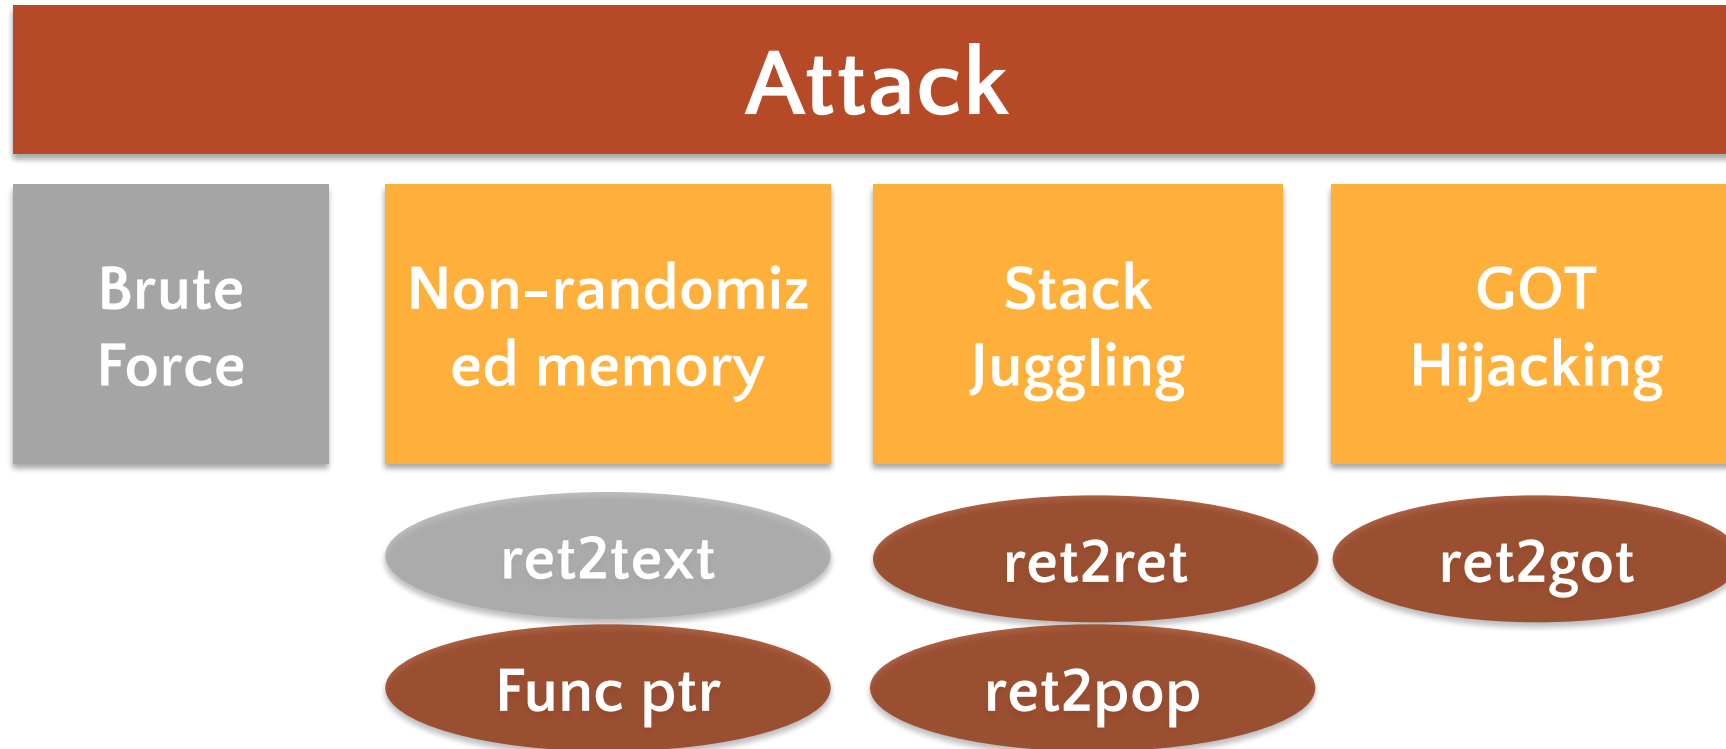 Attack
Brute
Force
Non-randomiz
ed memory
Stack
Juggling
GOT
Hijacking
ret2text
ret2ret
ret2got
Func ptr
ret2pop